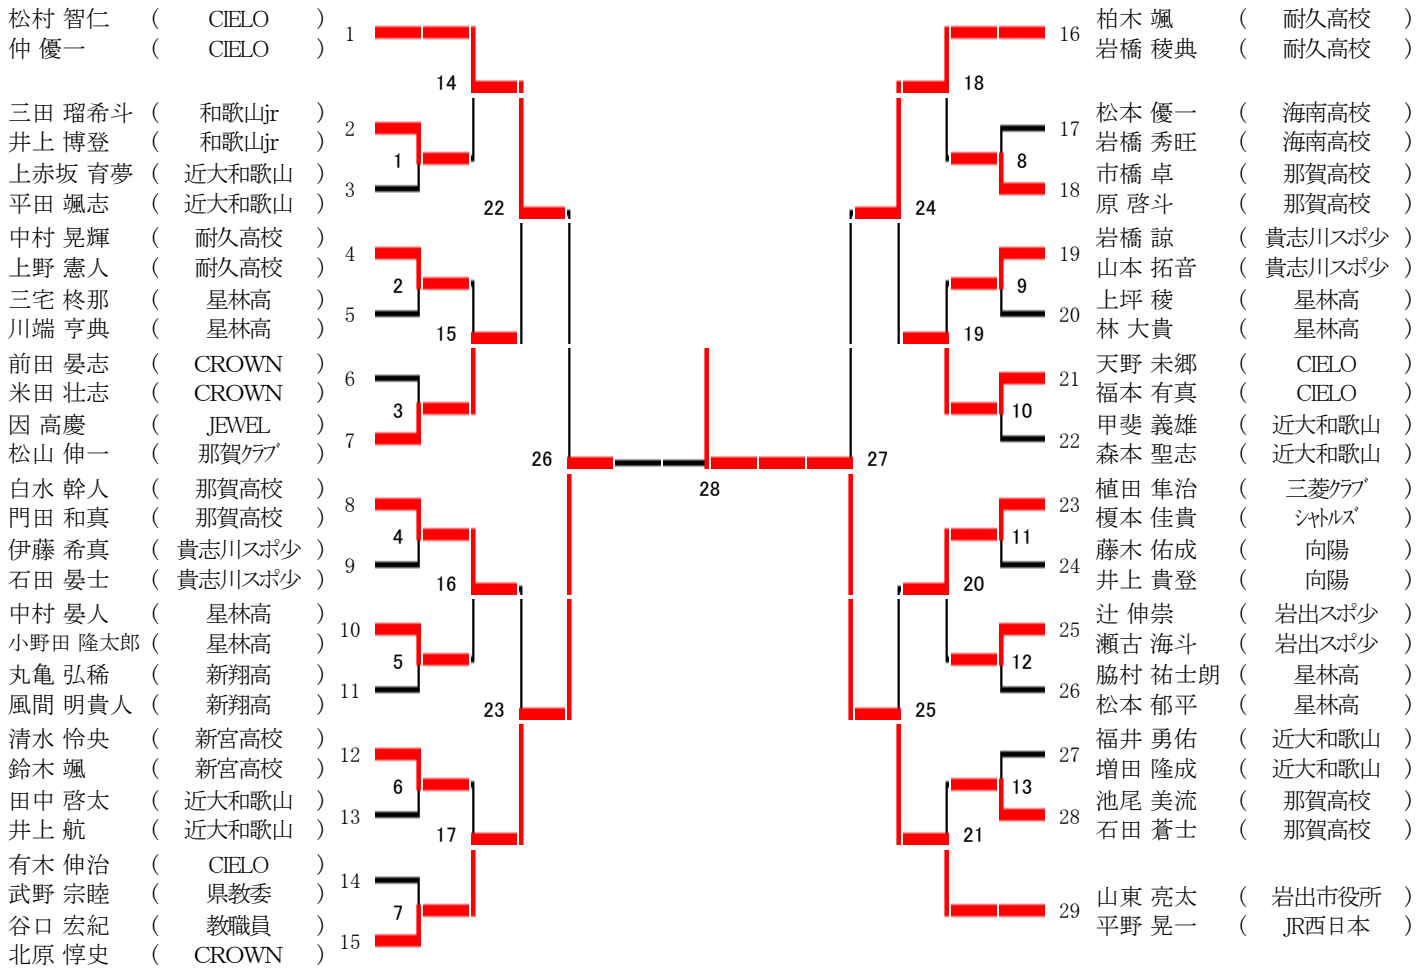 松村 智仁 ( CIELO )
仲 優一 ( CIELO )
1
三田 瑠希斗 ( 和歌山jr )
井上 博登 ( 和歌山jr )
2
上赤坂 育夢 ( 近大和歌山 )
平田 颯志 ( 近大和歌山 )
3
中村 晃輝 ( 耐久高校 )
上野 憲人 ( 耐久高校 )
4
三宅 柊那 ( 星林高 )
川端 亨典 ( 星林高 )
5
前田 晏志 ( CROWN )
米田 壮志 ( CROWN )
6
因 高慶 ( JEWEL )
松山 伸一 ( 那賀ｸﾗﾌﾞ )
7
白水 幹人 ( 那賀高校 )
門田 和真 ( 那賀高校 )
8
伊藤 希真 ( 貴志川スポ少 )
石田 晏士 ( 貴志川スポ少 )
9
中村 晏人 ( 星林高 )
小野田 隆太郎 ( 星林高 )
10
丸亀 弘稀 ( 新翔高 )
風間 明貴人 ( 新翔高 )
11
清水 怜央 ( 新宮高校 )
鈴木 颯 ( 新宮高校 )
12
田中 啓太 ( 近大和歌山 )
井上 航 ( 近大和歌山 )
13
有木 伸治 ( CIELO )
武野 宗睦 ( 県教委 )
14
谷口 宏紀 ( 教職員 )
北原 惇史 ( CROWN )
15
14
1
22
2
15
3
26
4
16
5
23
6
17
7
28
18
8
24
9
19
10
27
11
20
12
25
13
21
16
柏木 颯 ( 耐久高校 )
岩橋 稜典 ( 耐久高校 )
17
松本 優一 ( 海南高校 )
岩橋 秀旺 ( 海南高校 )
18
市橋 卓 ( 那賀高校 )
原 啓斗 ( 那賀高校 )
19
岩橋 諒 ( 貴志川スポ少 )
山本 拓音 ( 貴志川スポ少 )
20
上坪 稜 ( 星林高 )
林 大貴 ( 星林高 )
21
天野 未郷 ( CIELO )
福本 有真 ( CIELO )
22
甲斐 義雄 ( 近大和歌山 )
森本 聖志 ( 近大和歌山 )
23
植田 隼治 ( 三菱ｸﾗﾌﾞ )
榎本 佳貴 ( ｼｬﾄﾙｽﾞ )
24
藤木 佑成 ( 向陽 )
井上 貴登 ( 向陽 )
25
辻 伸崇 ( 岩出スポ少 )
瀬古 海斗 ( 岩出スポ少 )
26
脇村 祐士朗 ( 星林高 )
松本 郁平 ( 星林高 )
27
福井 勇佑 ( 近大和歌山 )
増田 隆成 ( 近大和歌山 )
28
池尾 美流 ( 那賀高校 )
石田 蒼士 ( 那賀高校 )
29
山東 亮太 ( 岩出市役所 )
平野 晃一 ( JR西日本 )